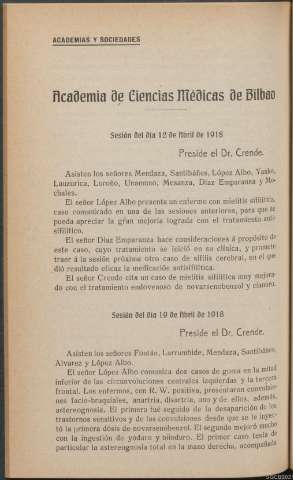 ACADEMIAS Y SOCIEDADES
Academia de Ciencias Médicas de Bilbao
Sesión del día 12 de Abril de 1918
Preside el Dr. Crende.
Asisten los señores Mendaza, Santibáñez, López Albo,
Lauzurica, Loroño, Unamuno, Mesanza, Díaz Emparanza y Mo-
chales.
El señor López Albo presenta un enfermo con mielitis sifilítica,
caso comunicado en una de las sesiones anteriores, para que se
pueda apreciar la gran mejoría lograda con el tratamiento anti-
sifilítico.
El señor Díaz Emparanza hace consideraciones á propósito de
este caso, cuyo tratamiento se inició en su clínica, y promete
traer á la sesión próxima otro caso de sífilis cerebral, en el que
dió resultado eficaz la medicación antisifilítica.
El señor Crende cita un caso de mielitis sifilítica muy mejora-
do con el tratamiento endovenoso de novarsenobenzol y cianuro.
Sesión del día 19 de Abril de 1918
Preside el Dr. Crende.
Asisten los señores Fontán, Larrumbide, Mendaza, Santibáñez,
Alvarez y López Albo.
El señor López Albo comunica dos casos de goma en la mitad
inferior de las circunvoluciones centrales izquierdas y la tercera
frontal. Los enfermos, con R. W. positiva, presentaron convulsio-
nes facio-braquiales, anartria, disartria, uno y de ellos, además,
astereognosia. El primero fué seguido de la desaparición de los
trastornos sensitivos y de las convulsiones desde que se le inyec-
tó la primera dosis de novarsenobenzol. El segundo mejoró mucho
con la ingestión de yoduro y ioduro. El primer caso tenía de
particular la astereognosia total en la mano derecha, acompañada